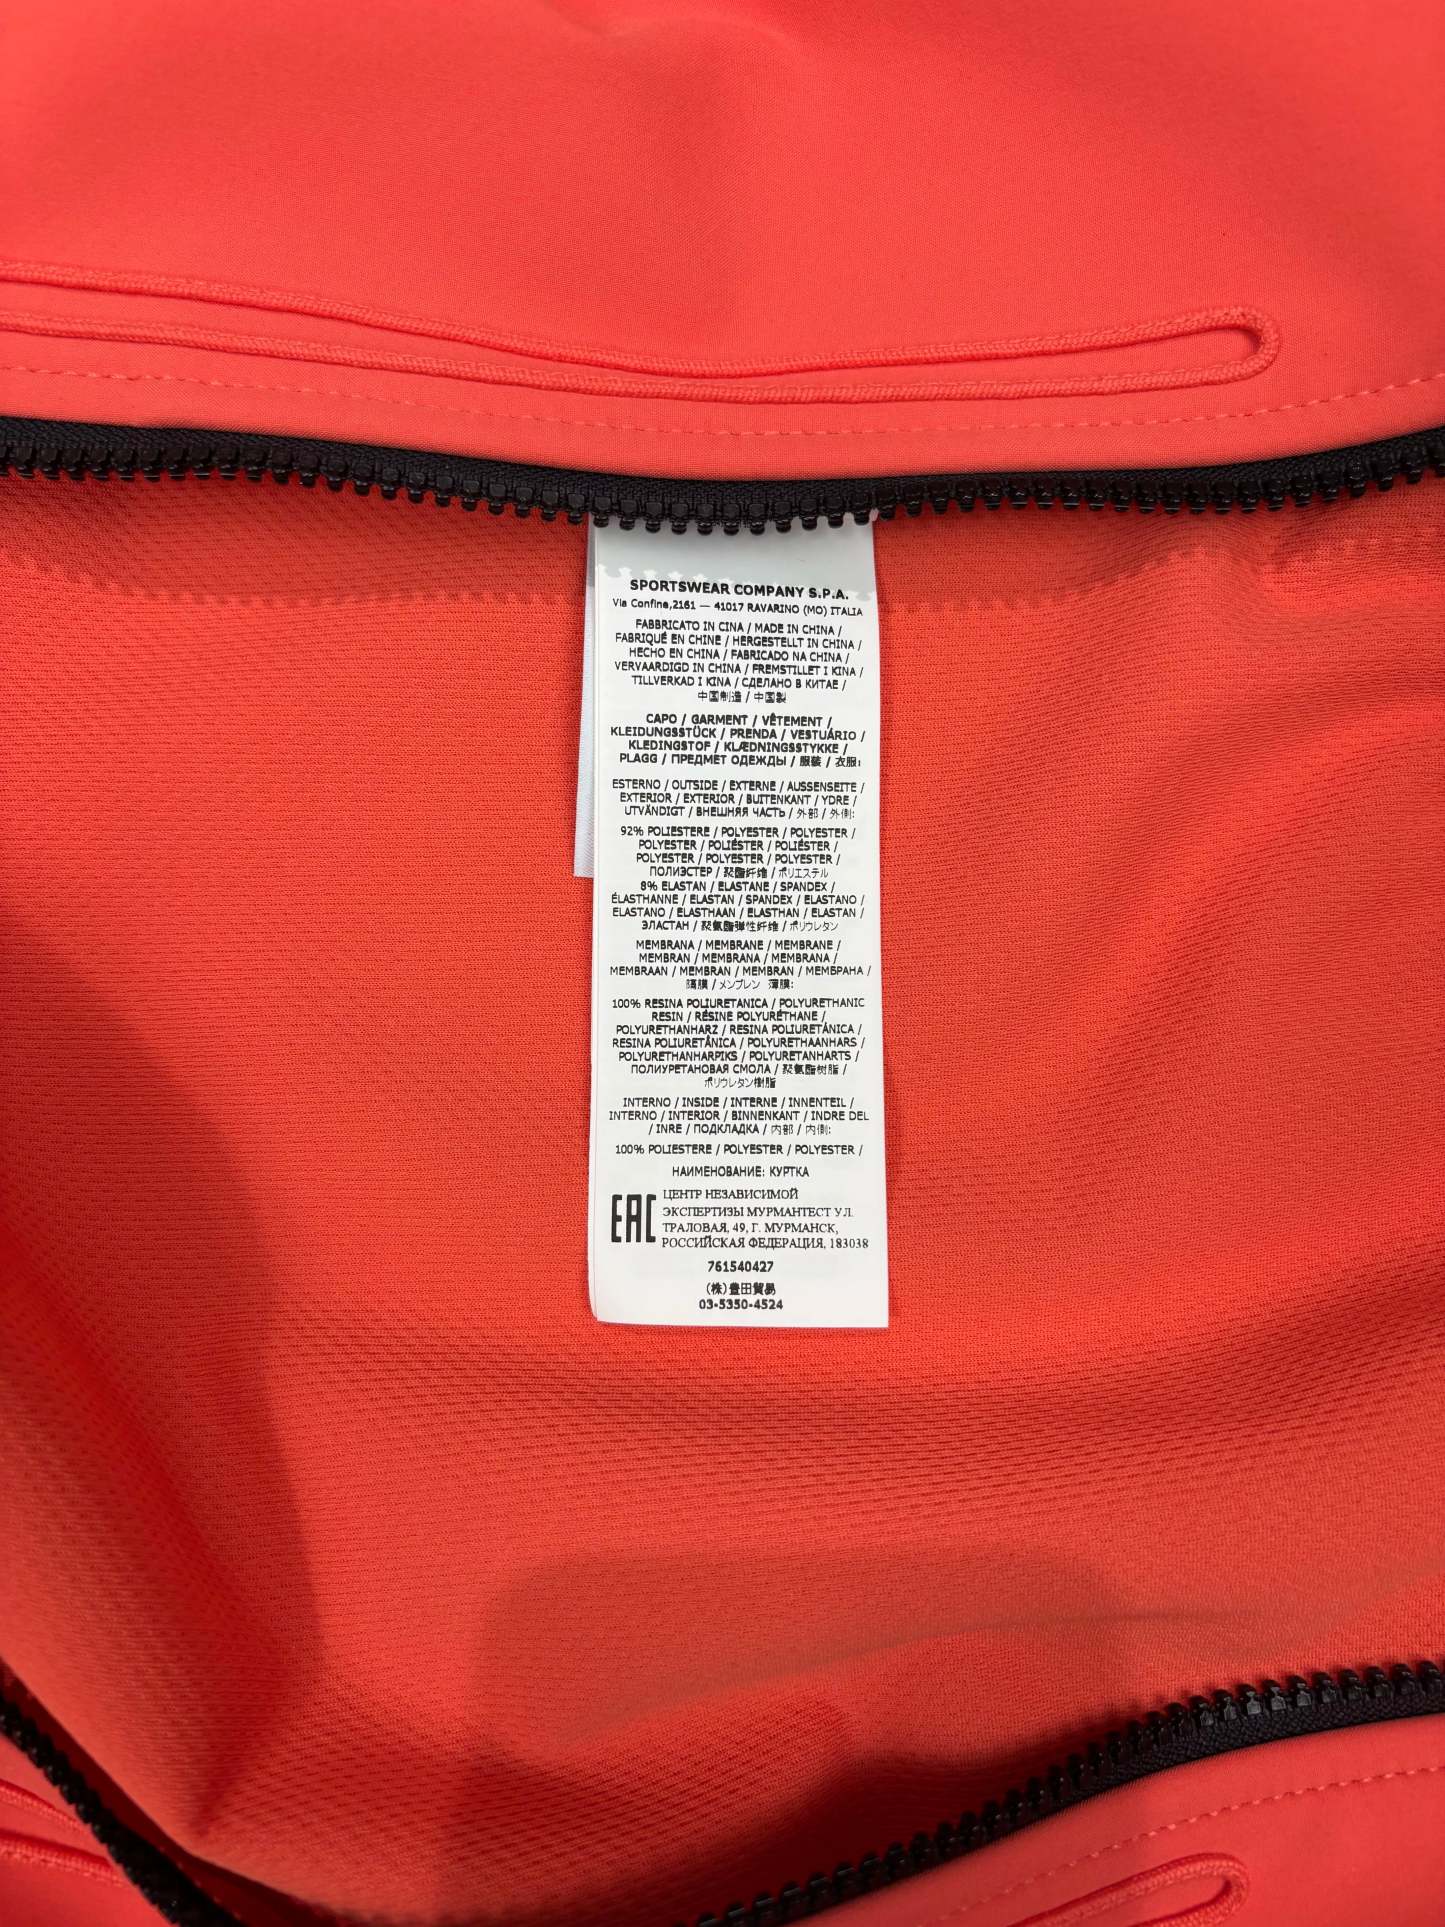 SPORTSWEAR COMPANY S.P.A.
Via Confine,2161 — 41017 RAVARINO (MO) ITALIA
FABBRICATO IN CINA / MADE IN CHINA /
FABRIQUÉ EN CHINE / HERGESTELLT IN CHINA /
HECHO EN CHINA / FABRICADO NA CHINA /
VERVAARDIGD IN CHINA / FREMSTILLET I KINA /
TILLVERKAD I KINA / СДЕЛАНО В КИТАЕ /
中国制造 / 中国製
CAPO / GARMENT / VÊTEMENT /
KLEIDUNGSSTÜCK / PRENDA / VESTUÁRIO /
KLEDINGSTOF / KLÆDNINGSSTYKKE /
PLAGG / ПРЕДМЕТ ОДЕЖДЫ / 服装 / 衣服:
ESTERNO / OUTSIDE / EXTERNE / AUSSENSEITE /
EXTERIOR / EXTERIOR / BUITENKANT / YDRE /
UTVÄNDIGT / ВНЕШНЯЯ ЧАСТЬ / 外部 / 外側:
92% POLIESTERE / POLYESTER / POLYESTER /
POLYESTER / POLIÉSTER / POLIÉSTER /
POLYESTER / POLYESTER / POLYESTER /
ПОЛИЭСТЕР / 聚酯纤维 / ポリエステル
8% ELASTAN / ELASTANE / SPANDEX /
ÉLASTHANNE / ELASTAN / SPANDEX / ELASTANO /
ELASTANO / ELASTHAAN / ELASTHAN / ELASTAN /
ЭЛАСТАН / 聚氨酯弹性纤维 / ポリウレタン
MEMBRANA / MEMBRANE / MEMBRANE /
MEMBRAN / MEMBRANA / MEMBRANA /
MEMBRAAN / MEMBRAN / MEMBRAN / МЕМБРАНА /
隔膜 / メンブレン 薄膜:
100% RESINA POLIURETANICA / POLYURETHANIC
RESIN / RÉSINE POLYURÉTHANE /
POLYURETHANHARZ / RESINA POLIURETÁNICA /
RESINA POLIURETÂNICA / POLYURETHAANHARS /
POLYURETHANHARPIKS / POLYURETANHARTS /
ПОЛИУРЕТАНОВАЯ СМОЛА / 聚氨酯树脂 /
ポリウレタン樹脂
INTERNO / INSIDE / INTERNE / INNENTEIL /
INTERNO / INTERIOR / BINNENKANT / INDRE DEL
/ INRE / ПОДКЛАДКА / 内部 / 内側:
100% POLIESTERE / POLYESTER / POLYESTER /
НАИМЕНОВАНИЕ: КУРТКА
EAC ЦЕНТР НЕЗАВИСИМОЙ
ЭКСПЕРТИЗЫ МУРМАНТЕСТ УЛ.
ТРАЛОВАЯ, 49, Г. МУРМАНСК,
РОССИЙСКАЯ ФЕДЕРАЦИЯ, 183038
761540427
(株)豊田貿易
03-5350-4524